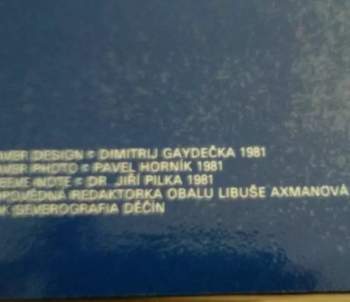 DESIGN © DIMITRIJ GAYDEČKA 1981
PHOTO © PAVEL HORNÍK 1981
NOTE © DR. JIŘÍ PILKA 1981
REDAKTORKA OBALU LIBUŠE AXMANOVÁ
SEVEROGRAFIA DĚČÍN